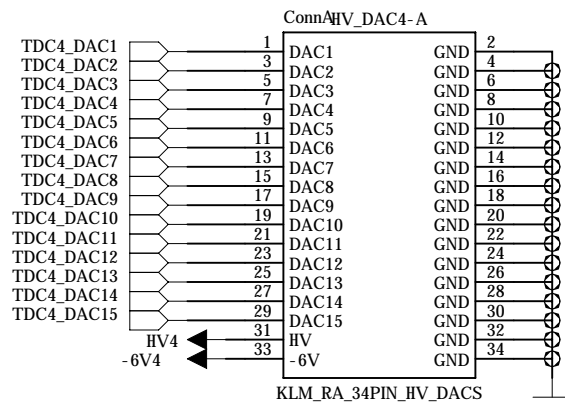 ConnA HV_DAC4-A
TDC4_DAC1 1 DAC1 GND 2
TDC4_DAC2 3 DAC2 GND 4
TDC4_DAC3 5 DAC3 GND 6
TDC4_DAC4 7 DAC4 GND 8
TDC4_DAC5 9 DAC5 GND 10
TDC4_DAC6 11 DAC6 GND 12
TDC4_DAC7 13 DAC7 GND 14
TDC4_DAC8 15 DAC8 GND 16
TDC4_DAC9 17 DAC9 GND 18
TDC4_DAC10 19 DAC10 GND 20
TDC4_DAC11 21 DAC11 GND 22
TDC4_DAC12 23 DAC12 GND 24
TDC4_DAC13 25 DAC13 GND 26
TDC4_DAC14 27 DAC14 GND 28
TDC4_DAC15 29 DAC15 GND 30
HV4 31 HV GND 32
-6V4 33 -6V GND 34
KLM_RA_34PIN_HV_DACS